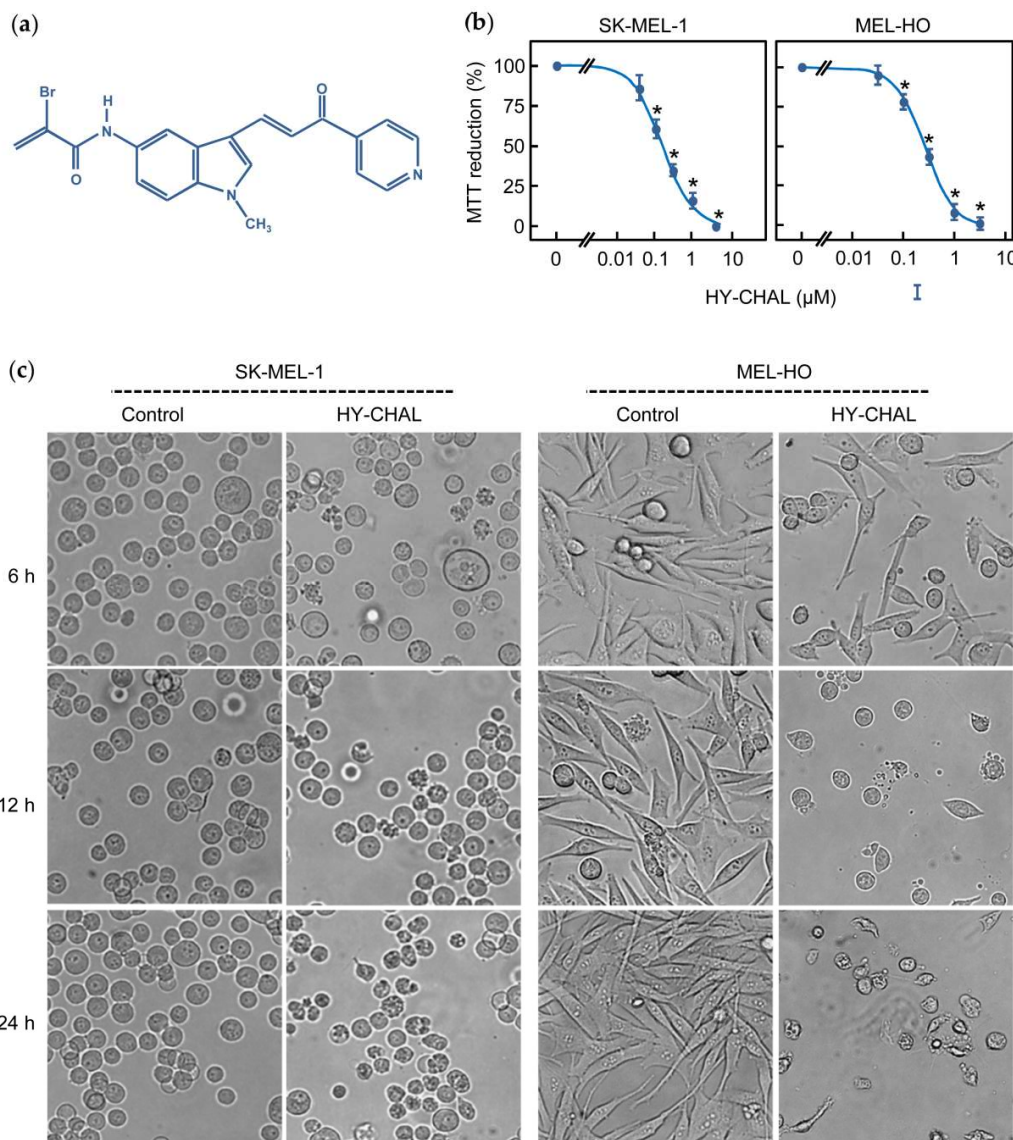 (a)
Br
H
N
O
O
N
N
CH₃
(b)
SK-MEL-1 MEL-HO
MTT reduction (%)
100
75
50
25
0
* * * *
* * * *
0 0.01 0.1 1 10 0 0.01 0.1 1 10
HY-CHAL (µM)
(c)
SK-MEL-1 MEL-HO
Control HY-CHAL Control HY-CHAL
6 h
12 h
24 h